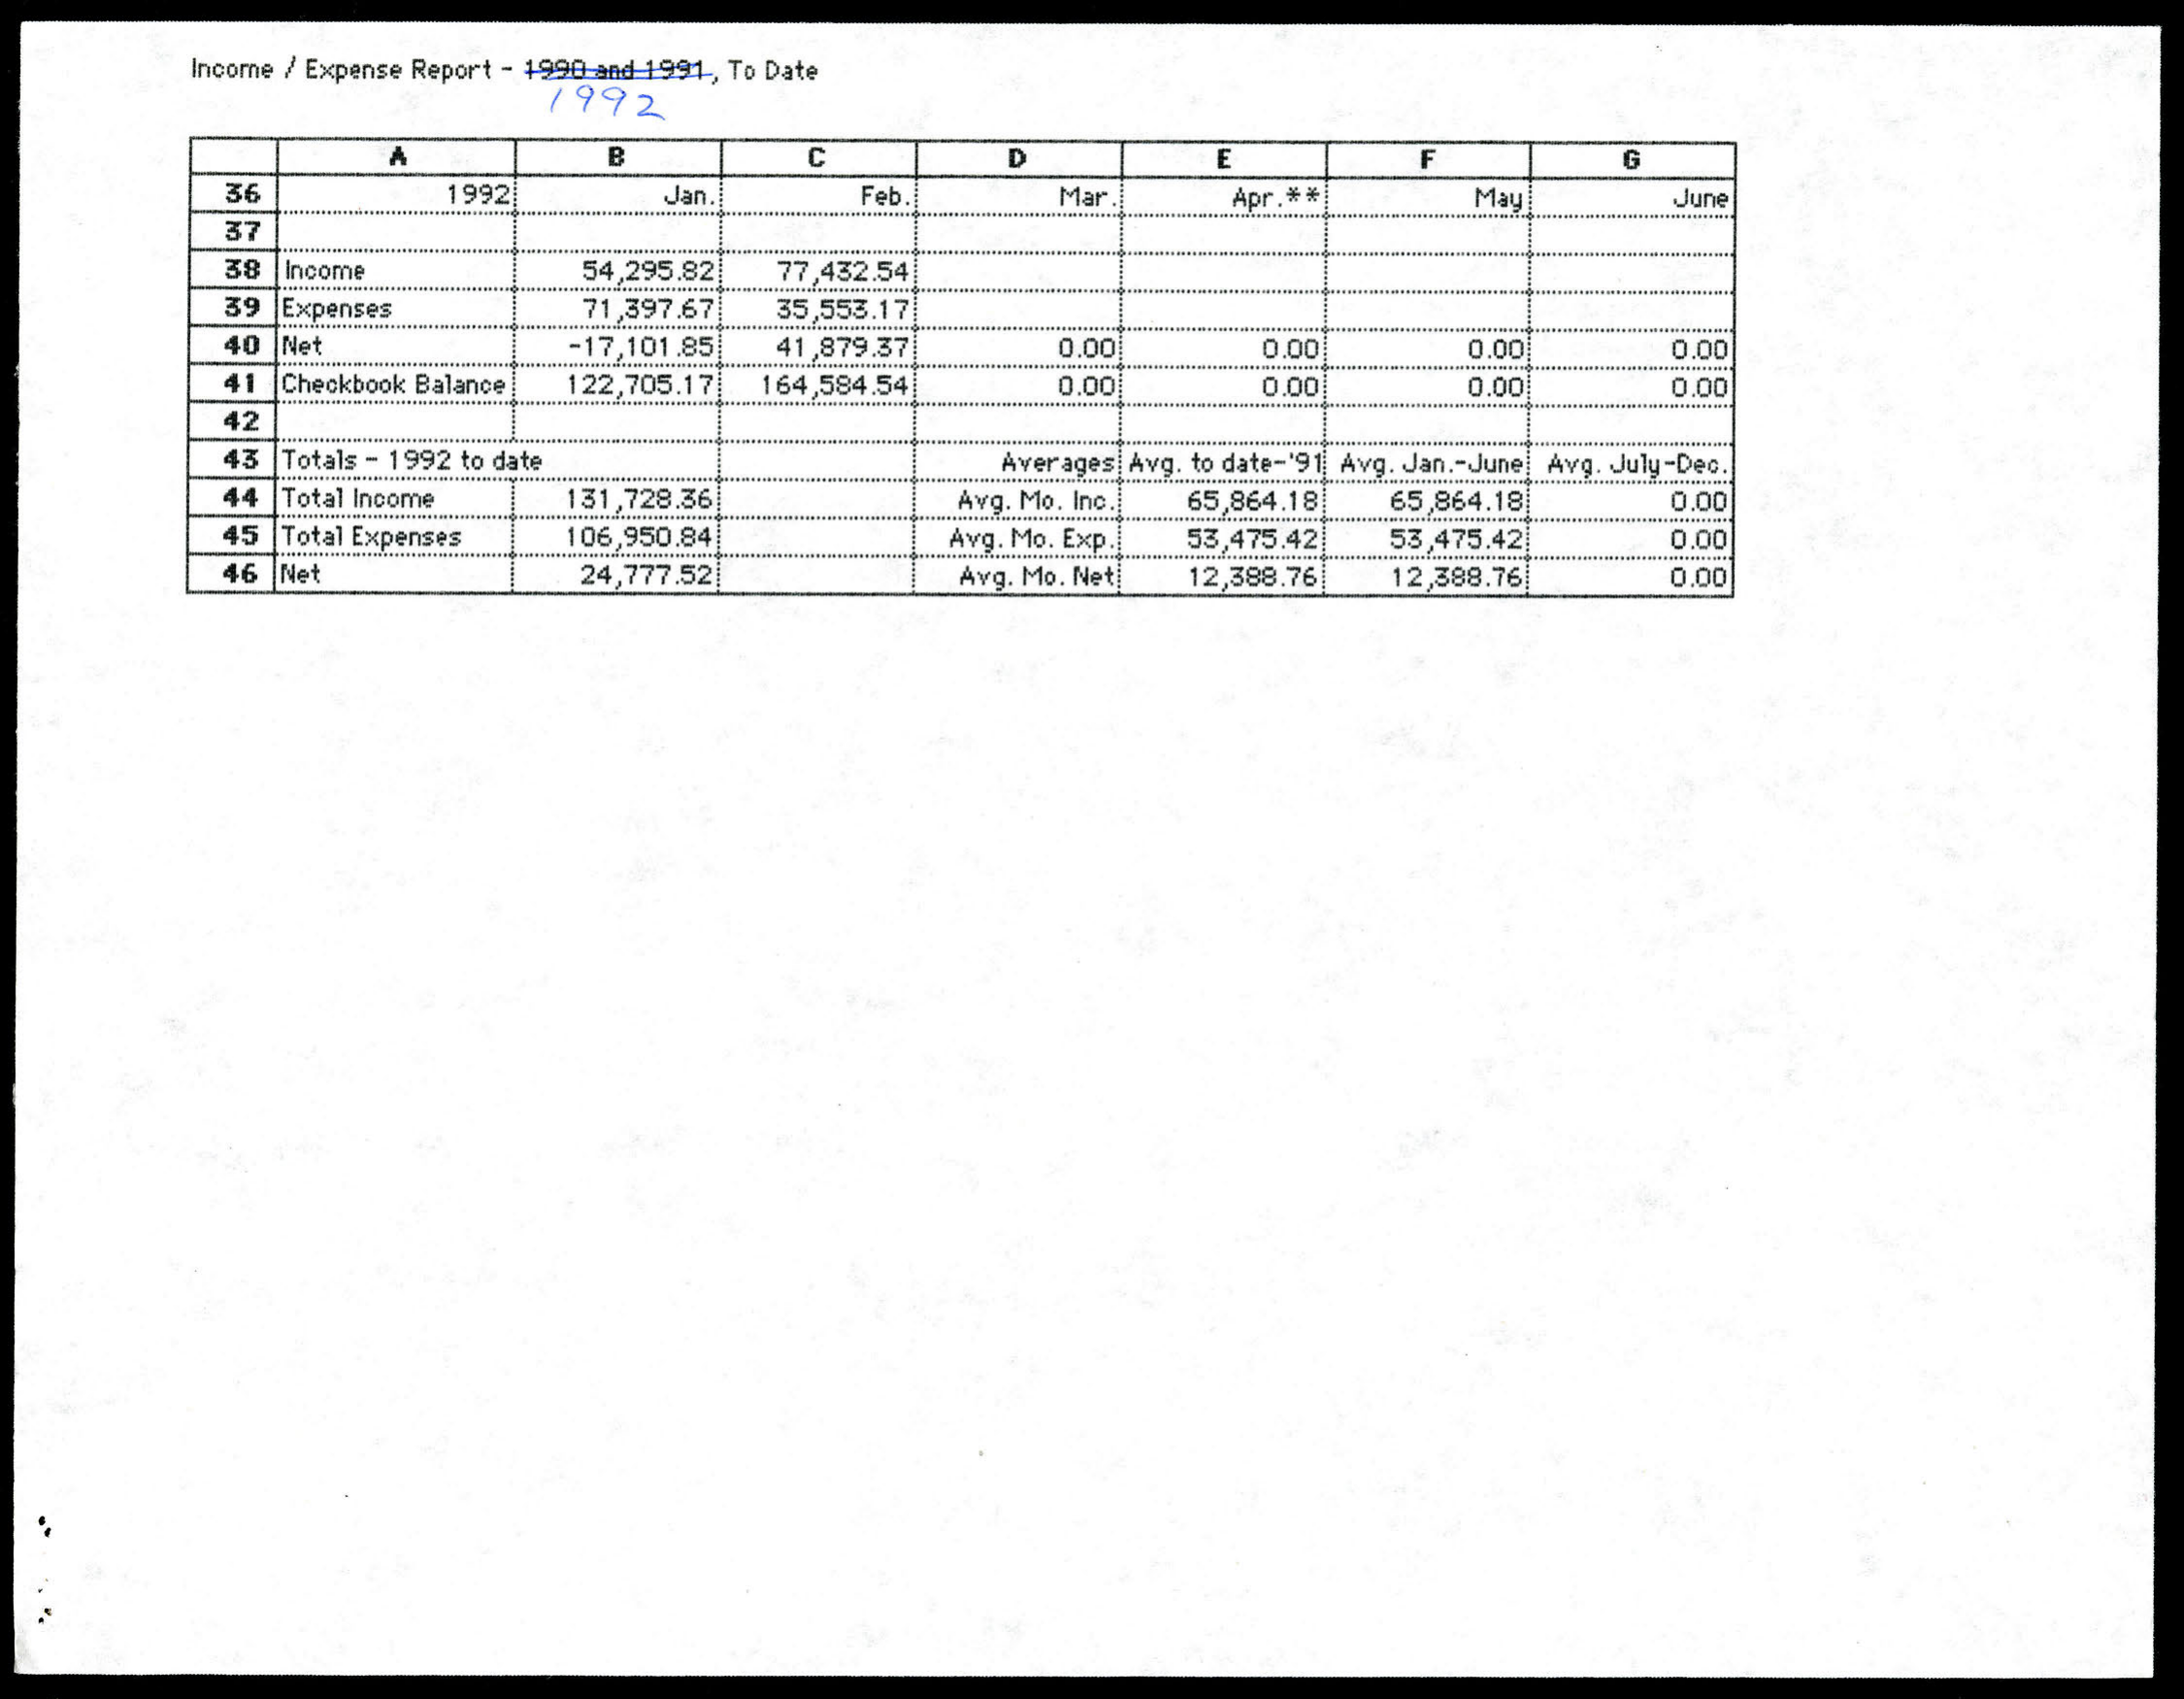 Income / Expense Report - 1990 and 1991, To Date
1992
A B C D E F G
36 1992 Jan. Feb. Mar. Apr.** May June
37
38 Income 54,295.82 77,432.54
39 Expenses 71,397.67 35,553.17
40 Net -17,101.85 41,879.37 0.00 0.00 0.00 0.00
41 Checkbook Balance 122,705.17 164,584.54 0.00 0.00 0.00 0.00
42
43 Totals - 1992 to date Averages Avg. to date-'91 Avg. Jan.-June Avg. July-Dec.
44 Total Income 131,728.36 Avg. Mo. Inc. 65,864.18 65,864.18 0.00
45 Total Expenses 106,950.84 Avg. Mo. Exp. 53,475.42 53,475.42 0.00
46 Net 24,777.52 Avg. Mo. Net 12,388.76 12,388.76 0.00